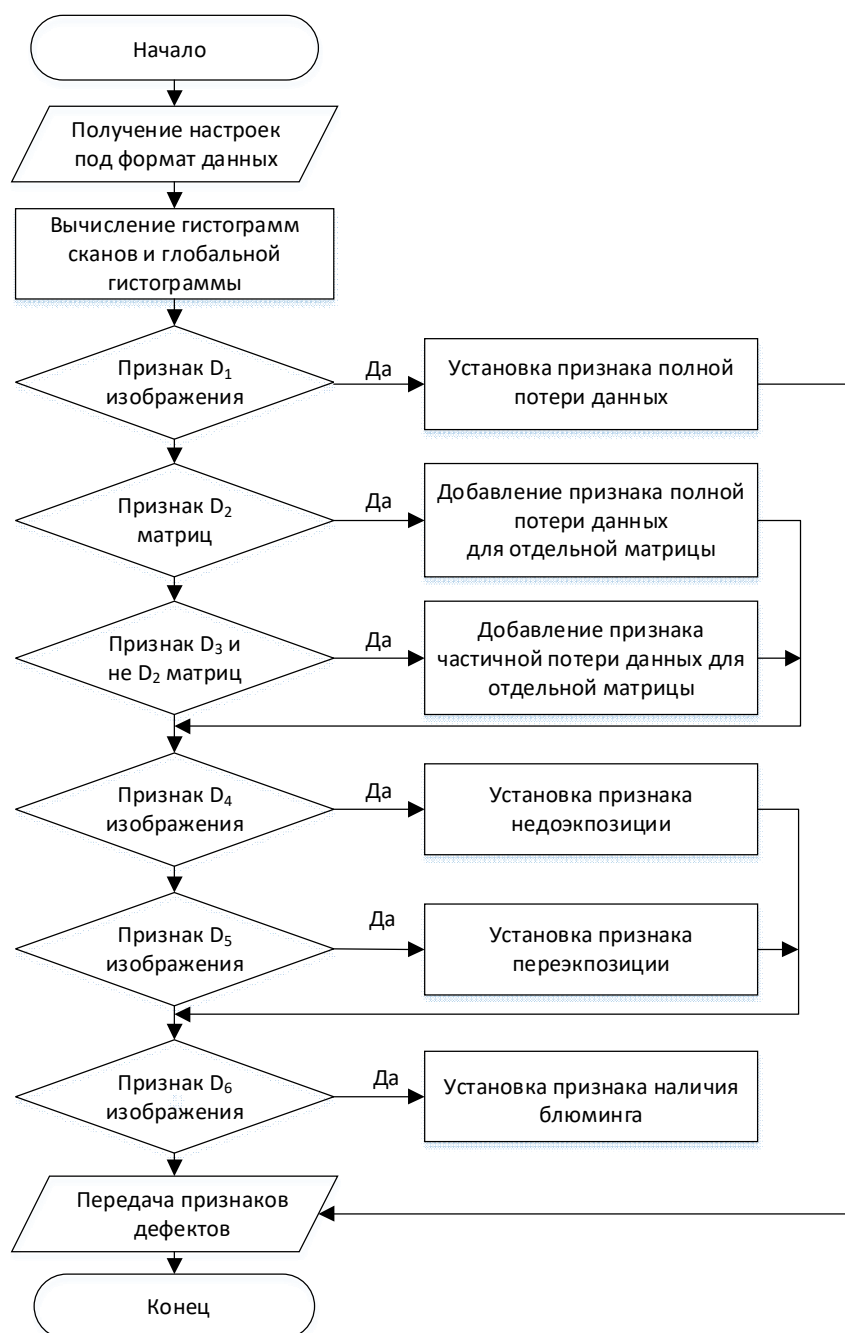 Начало
Получение настроек
под формат данных
Вычисление гистограмм
сканов и глобальной
гистограммы
Признак D₁
изображения
Да
Установка признака полной
потери данных
Признак D₂
матриц
Да
Добавление признака полной
потери данных
для отдельной матрицы
Признак D₃ и
не D₂ матриц
Да
Добавление признака
частичной потери данных для
отдельной матрицы
Признак D₄
изображения
Да
Установка признака
недоэкпозиции
Признак D₅
изображения
Да
Установка признака
переэкпозиции
Признак D₆
изображения
Да
Установка признака наличия
блюминга
Передача признаков
дефектов
Конец